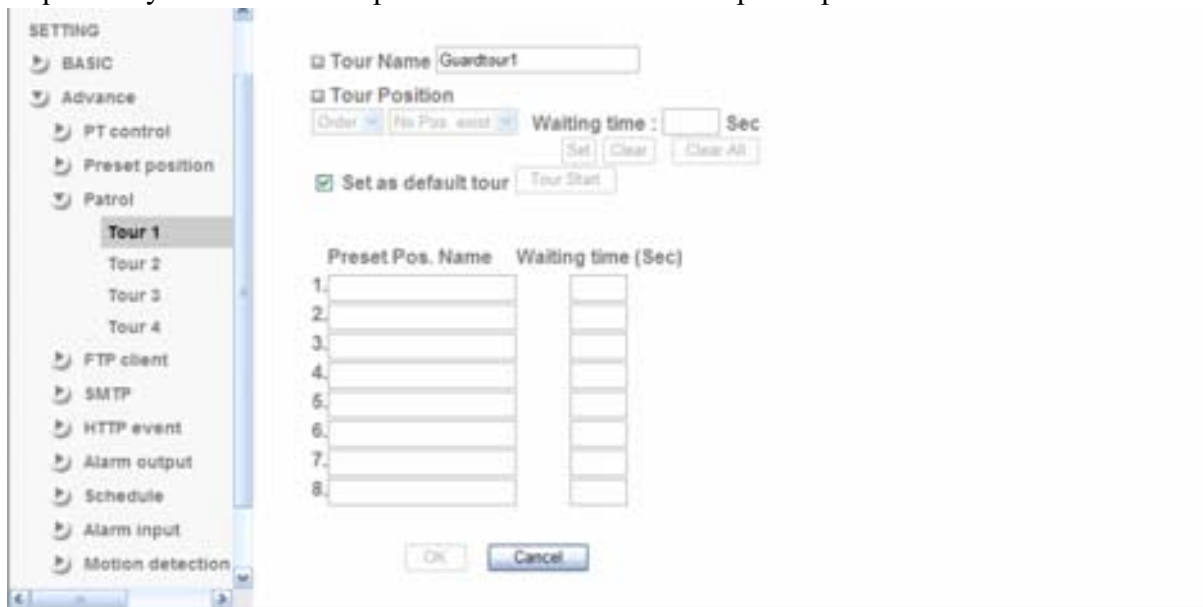 SETTING
BASIC
Advance
PT control
Preset position
Patrol
Tour 1
Tour 2
Tour 3
Tour 4
FTP client
SMTP
HTTP event
Alarm output
Schedule
Alarm input
Motion detection
Tour Name Guardtour1
Tour Position
Order No Pos. exist Waiting time : Sec
Set Clear Clear All
Set as default tour Tour Start
Preset Pos. Name Waiting time (Sec)
1.
2.
3.
4.
5.
6.
7.
8.
OK Cancel